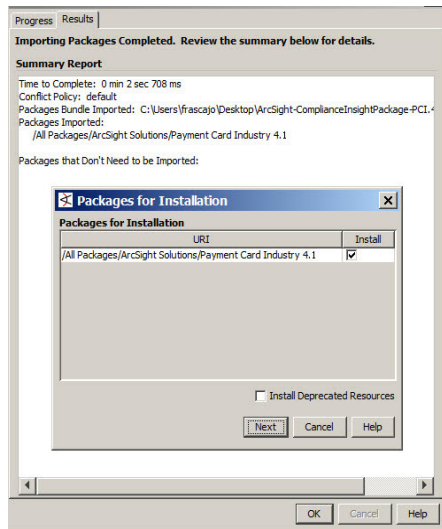 Progress Results
Importing Packages Completed. Review the summary below for details.
Summary Report
Time to Complete: 0 min 2 sec 708 ms
Conflict Policy: default
Packages Bundle Imported: C:\Users\frascajo\Desktop\ArcSight-ComplianceInsightPackage-PCI.4
Packages Imported:
/All Packages/ArcSight Solutions/Payment Card Industry 4.1
Packages that Don't Need to be Imported:
Packages for Installation
Packages for Installation
URI Install
/All Packages/ArcSight Solutions/Payment Card Industry 4.1
Install Deprecated Resources
Next Cancel Help
OK Cancel Help